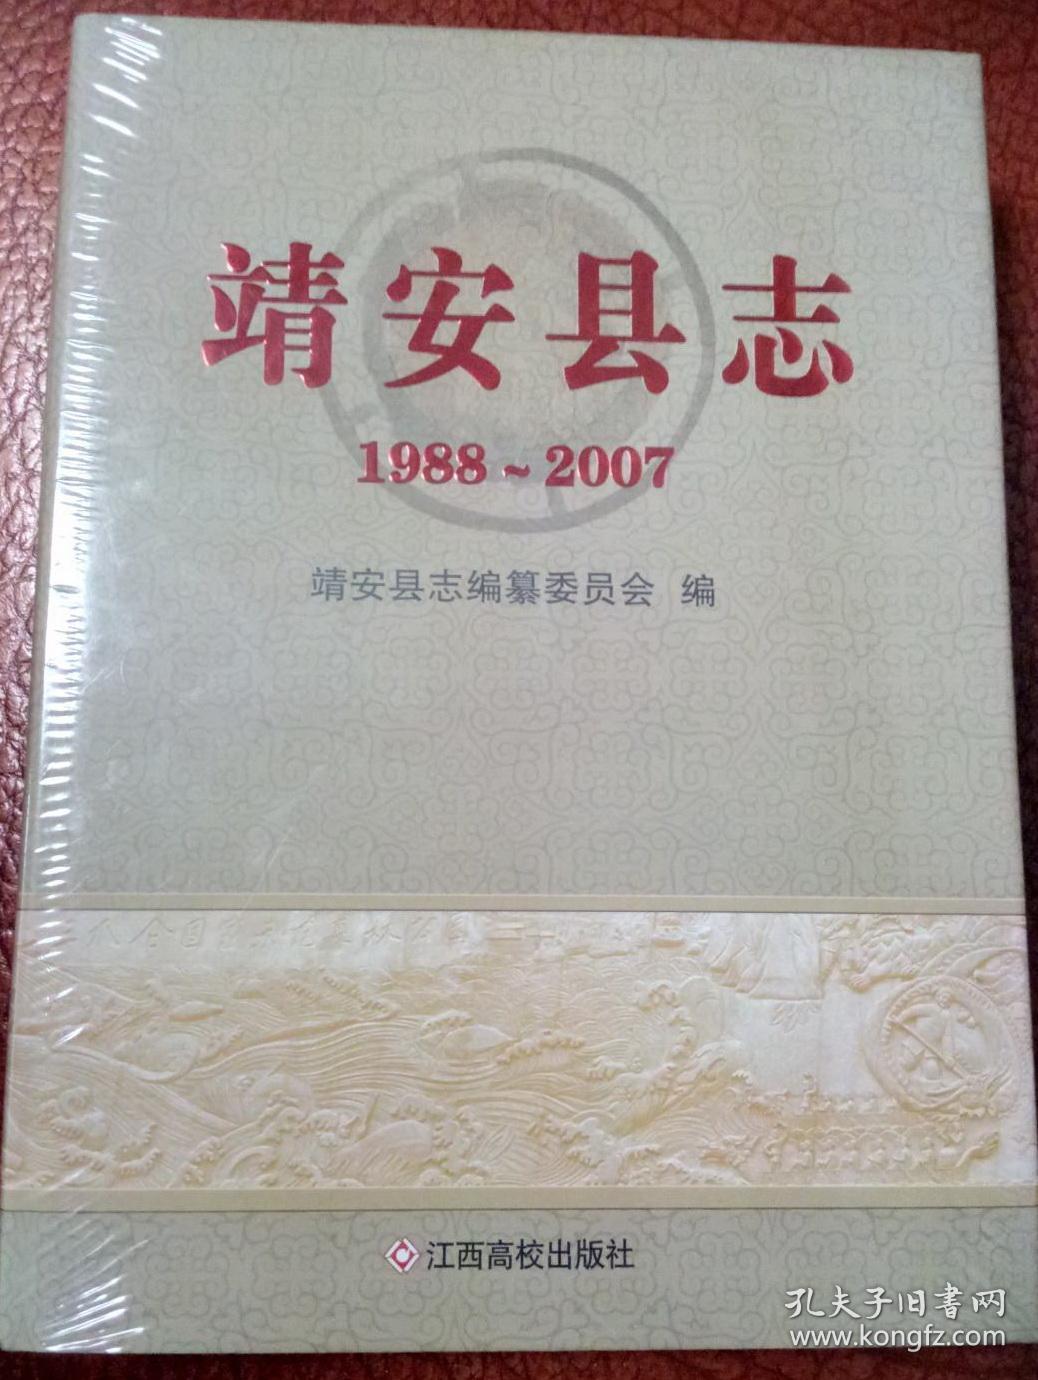 靖安县志
1988~2007
靖安县志编纂委员会 编
江西高校出版社
孔夫子旧書网
www.kongfz.com